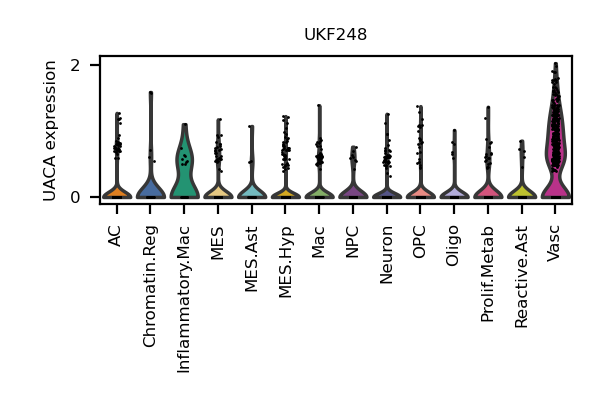 UKF248
UACA expression
2
0
AC
Chromatin.Reg
Inflammatory.Mac
MES
MES.Ast
MES.Hyp
Mac
NPC
Neuron
OPC
Oligo
Prolif.Metab
Reactive.Ast
Vasc